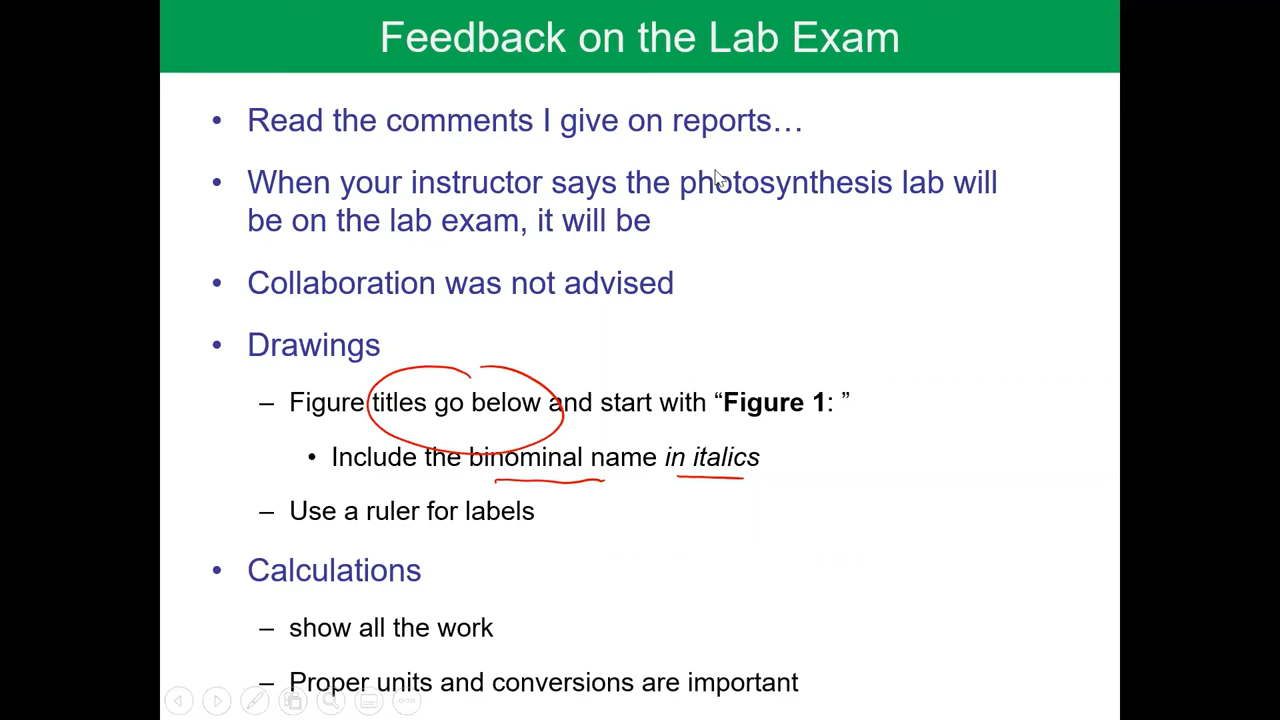 Feedback on the Lab Exam
• Read the comments I give on reports…
• When your instructor says the photosynthesis lab will
be on the lab exam, it will be
• Collaboration was not advised
• Drawings
– Figure titles go below and start with “Figure 1: ”
• Include the binominal name in italics
– Use a ruler for labels
• Calculations
– show all the work
– Proper units and conversions are important